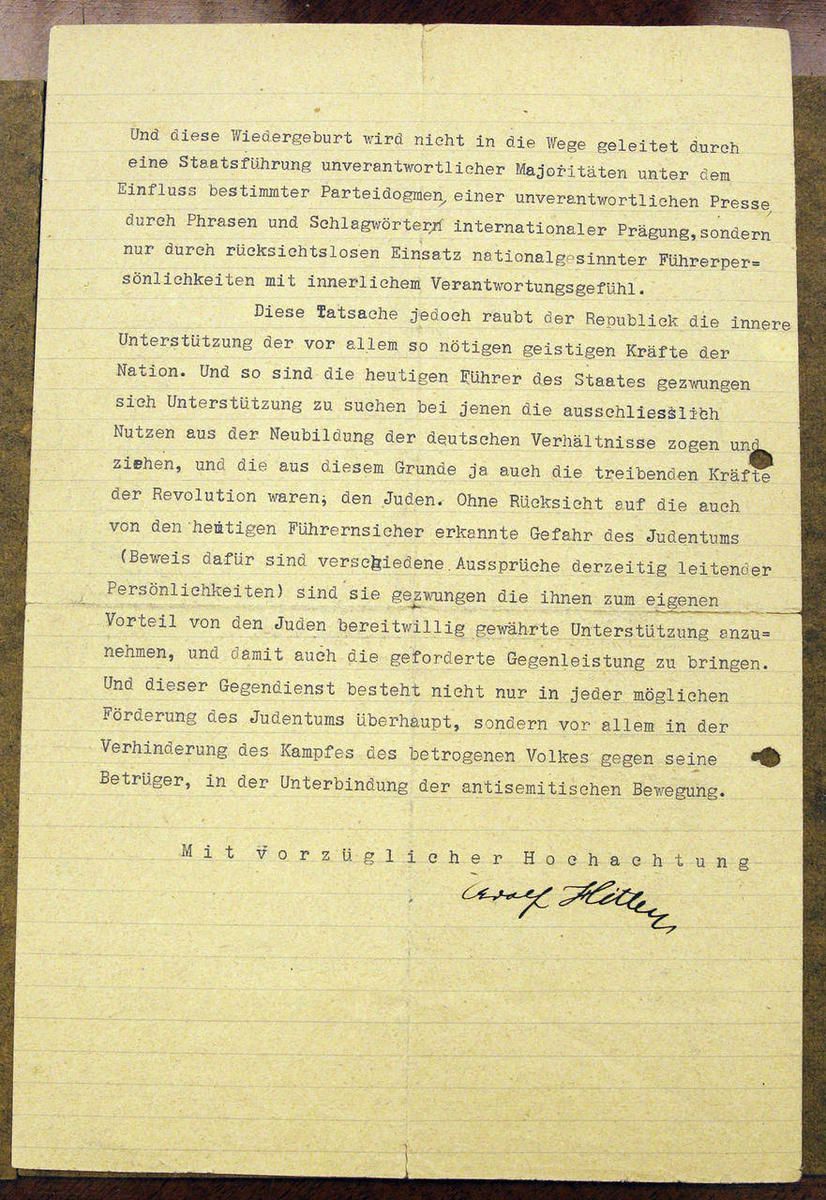 Und diese Wiedergeburt wird nicht in die Wege geleitet durch
eine Staatsführung unverantwortlicher Majoritäten unter dem
Einfluss bestimmter Parteidogmen, einer unverantwortlichen Presse,
durch Phrasen und Schlagwörtern internationaler Prägung, sondern
nur durch rücksichtslosen Einsatz nationalgesinnter Führerper=
sönlichkeiten mit innerlichem Verantwortungsgefühl.
Diese Tatsache jedoch raubt der Republick die innere
Unterstützung der vor allem so nötigen geistigen Kräfte der
Nation. Und so sind die heutigen Führer des Staates gezwungen
sich Unterstützung zu suchen bei jenen die ausschliesslich
Nutzen aus der Neubildung der deutschen Verhältnisse zogen und
ziehen, und die aus diesem Grunde ja auch die treibenden Kräfte
der Revolution waren, den Juden. Ohne Rücksicht auf die auch
von den heutigen Führernsicher erkannte Gefahr des Judentums
(Beweis dafür sind verschiedene Aussprüche derzeitig leitender
Persönlichkeiten) sind sie gezwungen die ihnen zum eigenen
Vorteil von den Juden bereitwillig gewährte Unterstützung anzu=
nehmen, und damit auch die geforderte Gegenleistung zu bringen.
Und dieser Gegendienst besteht nicht nur in jeder möglichen
Förderung des Judentums überhaupt, sondern vor allem in der
Verhinderung des Kampfes des betrogenen Volkes gegen seine
Betrüger, in der Unterbindung der antisemitischen Bewegung.
Mit vorzüglicher Hochachtung
Adolf Hitler